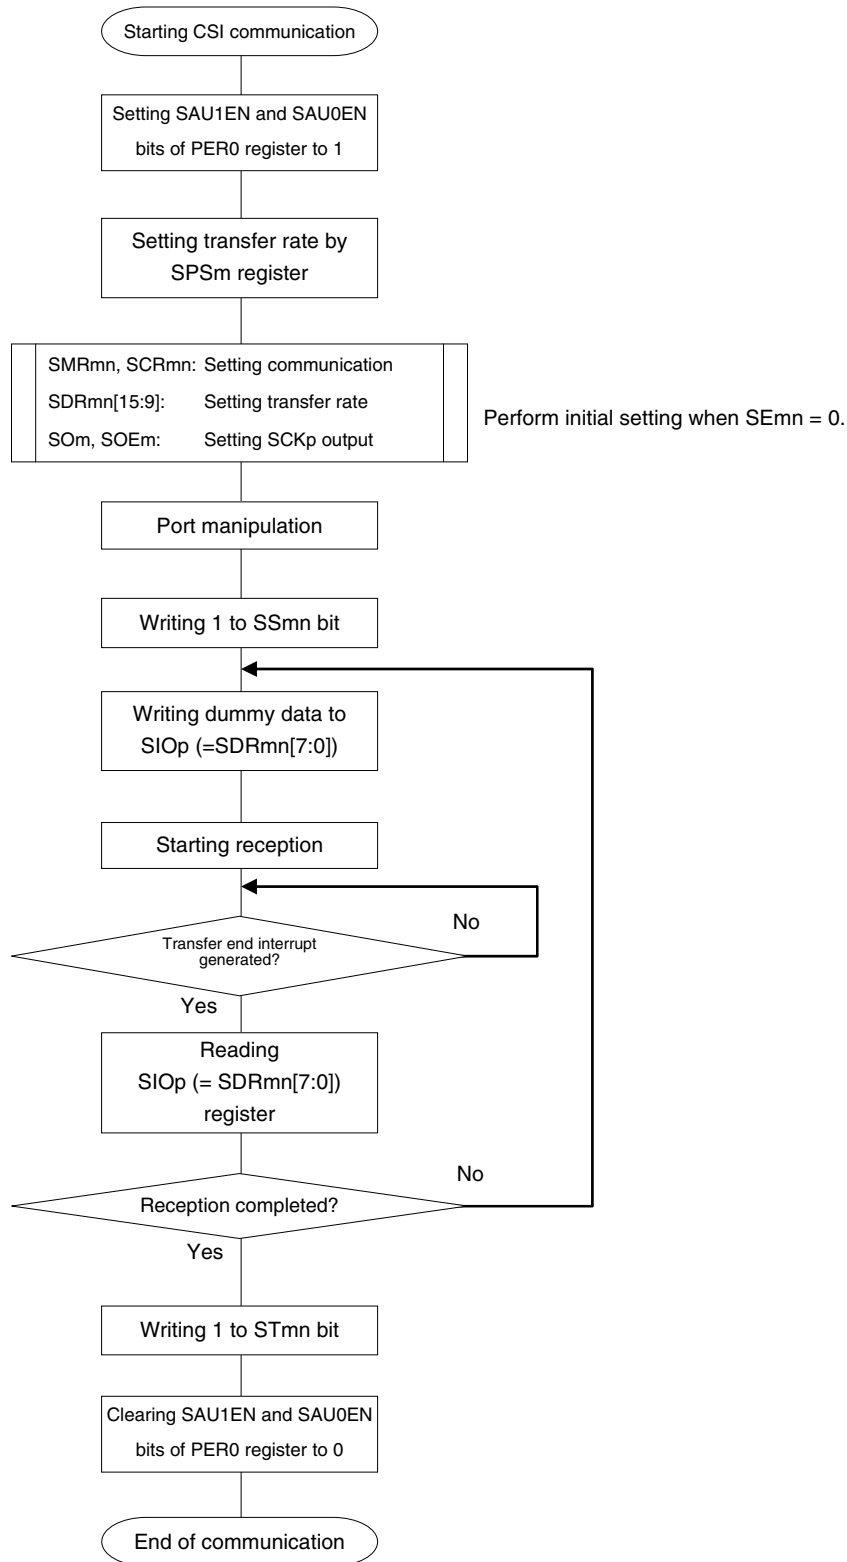 Starting CSI communication
Setting SAU1EN and SAU0EN
bits of PER0 register to 1
Setting transfer rate by
SPSm register
SMRmn, SCRmn: Setting communication
SDRmn[15:9]: Setting transfer rate
SOm, SOEm: Setting SCKp output
Perform initial setting when SEmn = 0.
Port manipulation
Writing 1 to SSmn bit
Writing dummy data to
SIOp (=SDRmn[7:0])
Starting reception
No
Transfer end interrupt
generated?
Yes
Reading
SIOp (= SDRmn[7:0])
register
No
Reception completed?
Yes
Writing 1 to STmn bit
Clearing SAU1EN and SAU0EN
bits of PER0 register to 0
End of communication